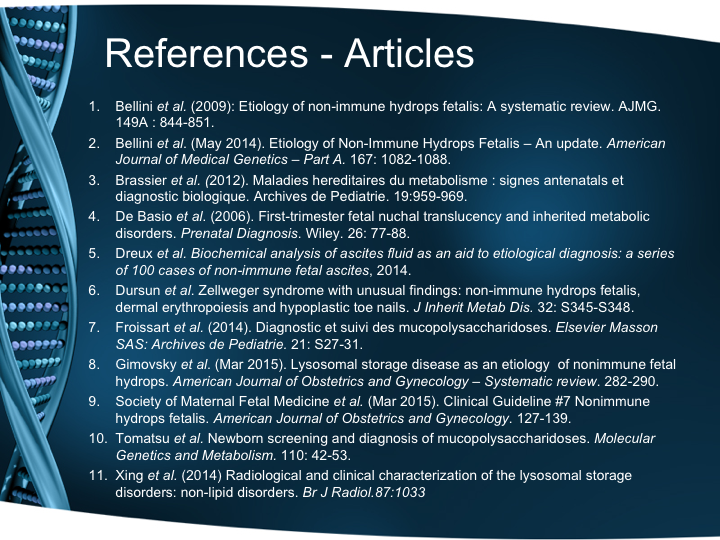 References - Articles
1. Bellini et al. (2009): Etiology of non-immune hydrops fetalis: A systematic review. AJMG.
149A : 844-851.
2. Bellini et al. (May 2014). Etiology of Non-Immune Hydrops Fetalis – An update. American
Journal of Medical Genetics – Part A. 167: 1082-1088.
3. Brassier et al. (2012). Maladies hereditaires du metabolisme : signes antenatals et
diagnostic biologique. Archives de Pediatrie. 19:959-969.
4. De Basio et al. (2006). First-trimester fetal nuchal translucency and inherited metabolic
disorders. Prenatal Diagnosis. Wiley. 26: 77-88.
5. Dreux et al. Biochemical analysis of ascites fluid as an aid to etiological diagnosis: a series
of 100 cases of non-immune fetal ascites, 2014.
6. Dursun et al. Zellweger syndrome with unusual findings: non-immune hydrops fetalis,
dermal erythropoiesis and hypoplastic toe nails. J Inherit Metab Dis. 32: S345-S348.
7. Froissart et al. (2014). Diagnostic et suivi des mucopolysaccharidoses. Elsevier Masson
SAS: Archives de Pediatrie. 21: S27-31.
8. Gimovsky et al. (Mar 2015). Lysosomal storage disease as an etiology of nonimmune fetal
hydrops. American Journal of Obstetrics and Gynecology – Systematic review. 282-290.
9. Society of Maternal Fetal Medicine et al. (Mar 2015). Clinical Guideline #7 Nonimmune
hydrops fetalis. American Journal of Obstetrics and Gynecology. 127-139.
10. Tomatsu et al. Newborn screening and diagnosis of mucopolysaccharidoses. Molecular
Genetics and Metabolism. 110: 42-53.
11. Xing et al. (2014) Radiological and clinical characterization of the lysosomal storage
disorders: non-lipid disorders. Br J Radiol.87:1033